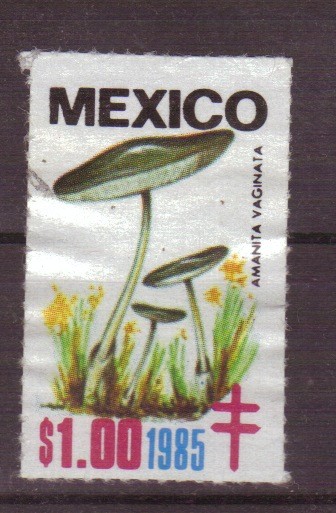 MEXICO
AMANITA VAGINATA
$1.00 1985